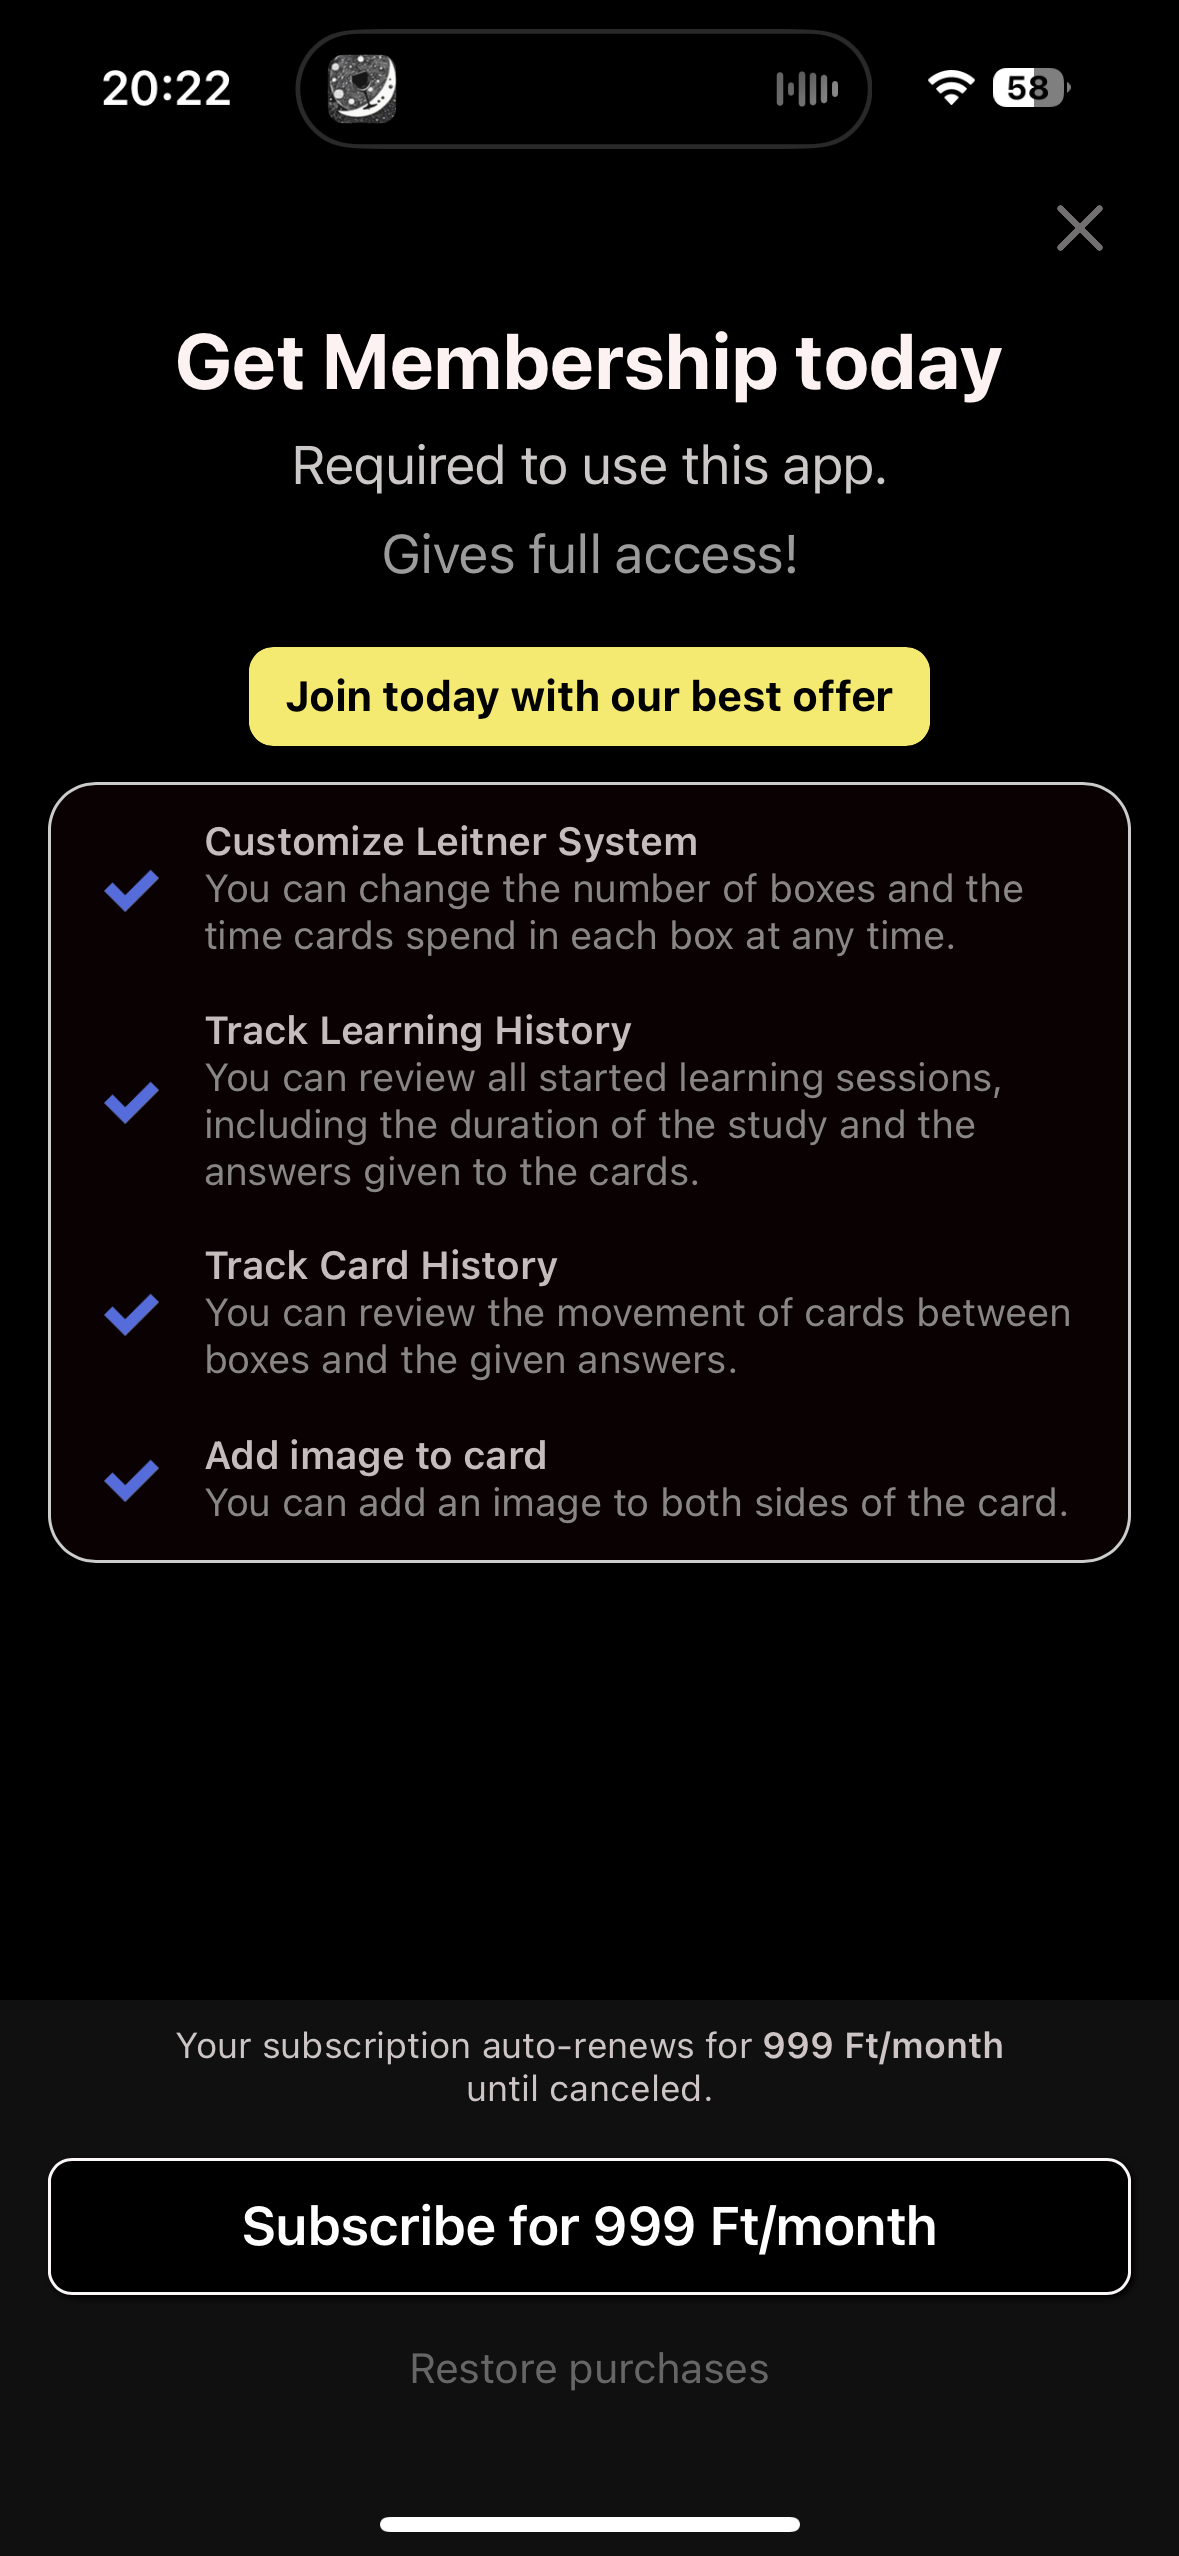 20:22
58
Get Membership today
Required to use this app.
Gives full access!
Join today with our best offer
Customize Leitner System
You can change the number of boxes and the
time cards spend in each box at any time.
Track Learning History
You can review all started learning sessions,
including the duration of the study and the
answers given to the cards.
Track Card History
You can review the movement of cards between
boxes and the given answers.
Add image to card
You can add an image to both sides of the card.
Your subscription auto-renews for 999 Ft/month
until canceled.
Subscribe for 999 Ft/month
Restore purchases